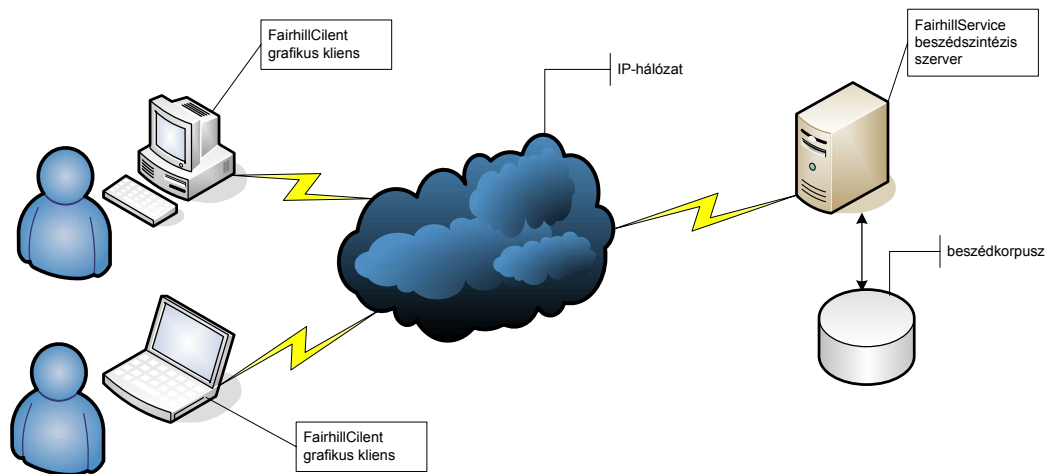 FairhillCilent
grafikus kliens
IP-hálózat
FairhillService
beszédszintézis
szerver
beszédkorpusz
FairhillCilent
grafikus kliens